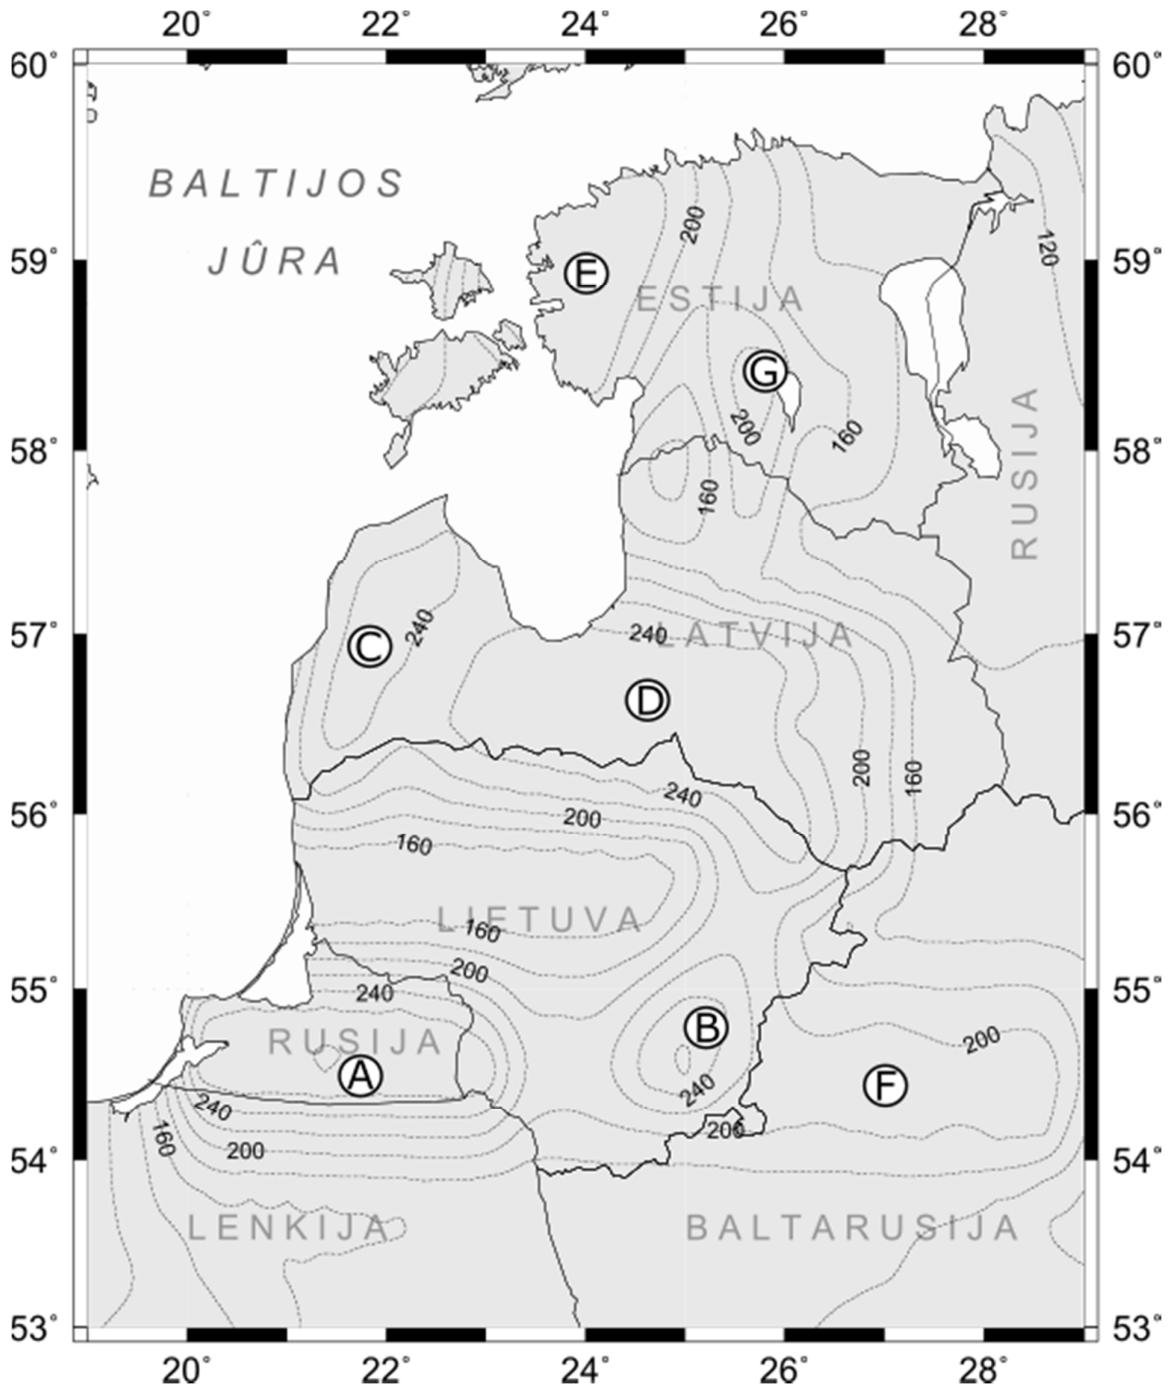 20° 22° 24° 26° 28°
60° 60°
BALTIJOS
JÛRA
200
120
59° 59°
E
ESTIJA
G
200
160
RUSIJA
58° 58°
160
240
57° 57°
C
240
LATVIJA
D
200
160
240
56° 56°
200
160
LIETUVA
160
200
55° 55°
240
RUSIJA
B
200
A
F
240
240
160
200
200
54° 54°
LENKIJA
BALTARUSIJA
53° 53°
20° 22° 24° 26° 28°